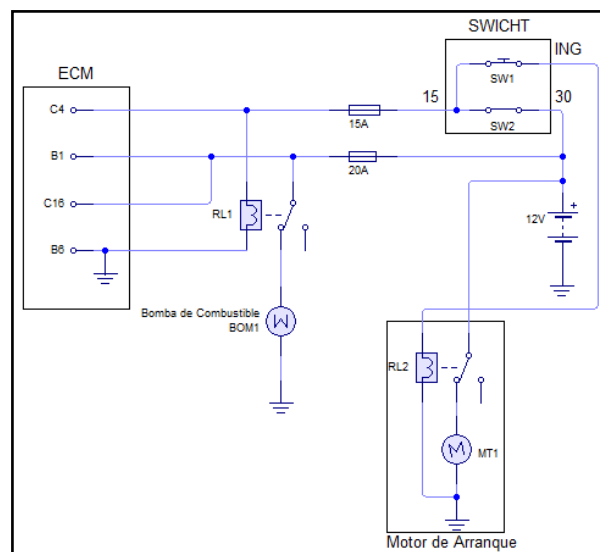 SWICHT
ING
ECM
SW1
C4
15
30
15A
SW2
B1
20A
C16
RL1
12V
+
B6
Bomba de Combustible
BOM1
RL2
MT1
Motor de Arranque